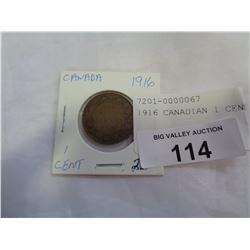 CANADA 1916
1
CENT
7201-0000067
1916 CANADIAN 1 CEN
BIG VALLEY AUCTION
114